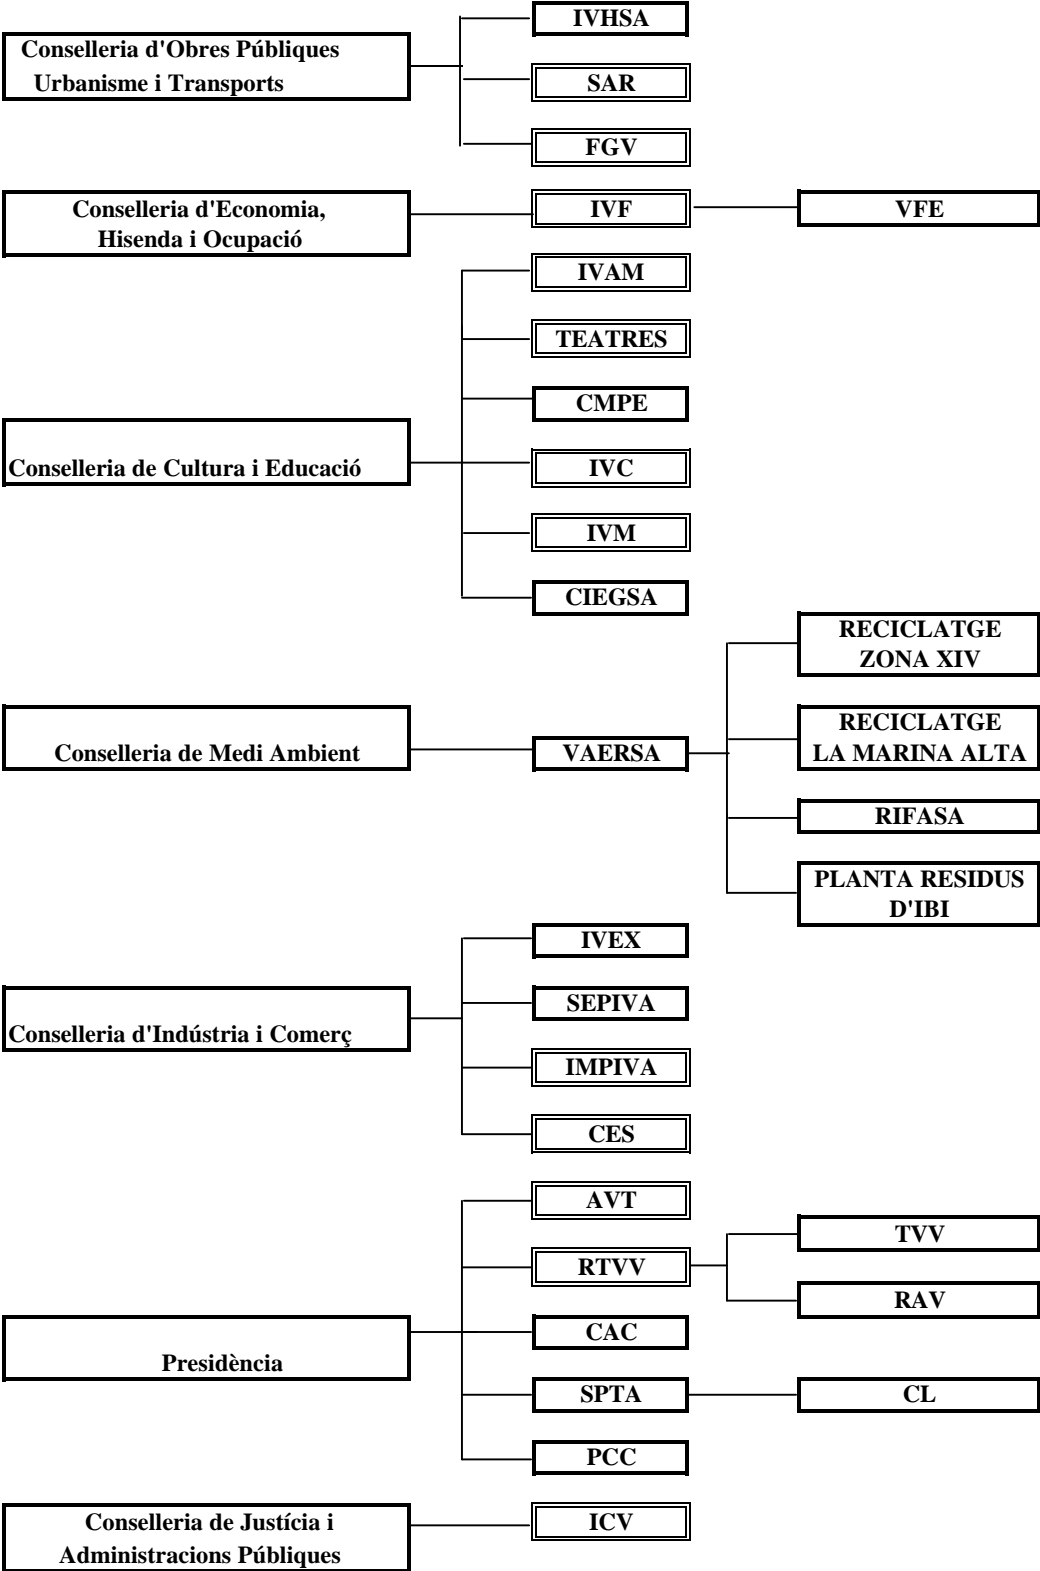 IVHSA
Conselleria d'Obres Públiques
Urbanisme i Transports
SAR
FGV
Conselleria d'Economia,
Hisenda i Ocupació
IVF
VFE
IVAM
TEATRES
CMPE
Conselleria de Cultura i Educació
IVC
IVM
CIEGSA
RECICLATGE
ZONA XIV
RECICLATGE
LA MARINA ALTA
Conselleria de Medi Ambient
VAERSA
RIFASA
PLANTA RESIDUS
D'IBI
IVEX
SEPIVA
Conselleria d'Indústria i Comerç
IMPIVA
CES
AVT
RTVV
TVV
RAV
CAC
Presidència
SPTA
CL
PCC
Conselleria de Justícia i
Administracions Públiques
ICV